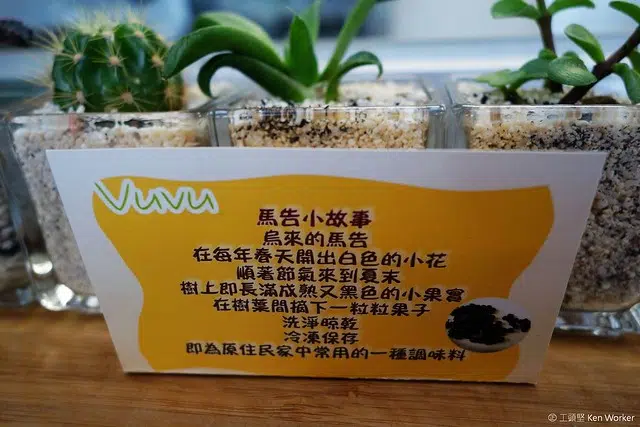 Vuvu
馬告小故事
烏來的馬告
在每年春天開出白色的小花
順著節氣來到夏末
樹上即長滿成熟又黑色的小果實
在樹葉間摘下一粒粒果子
洗淨晾乾
冷凍保存
即為原住民家中常用的一種調味料
工頭堅 Ken Worker